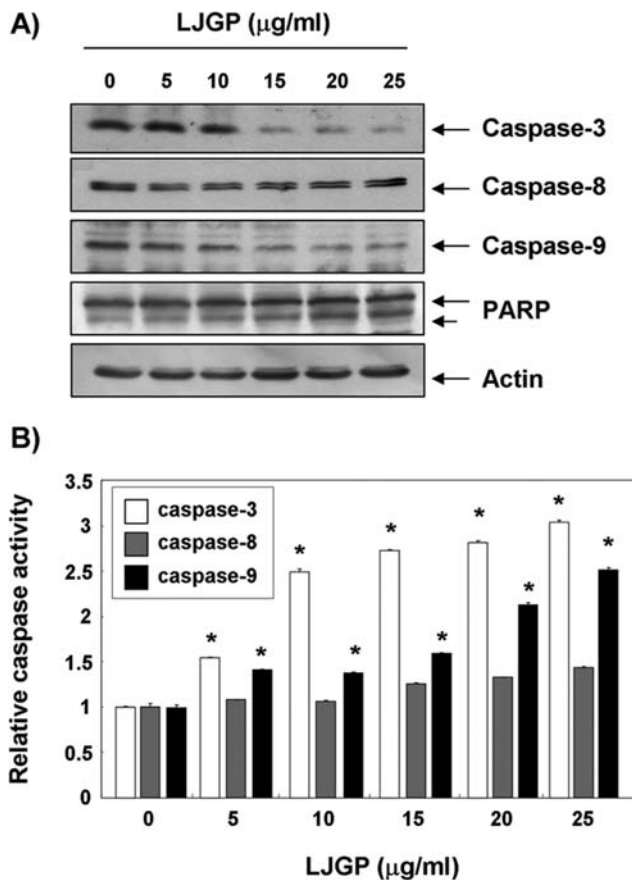 A)
LJGP (μg/ml)
0 5 10 15 20 25
Caspase-3
Caspase-8
Caspase-9
PARP
Actin
B)
Relative caspase activity
3.5
3
2.5
2
1.5
1
0.5
0
caspase-3
caspase-8
caspase-9
* * * * * * * * * *
0 5 10 15 20 25
LJGP (μg/ml)